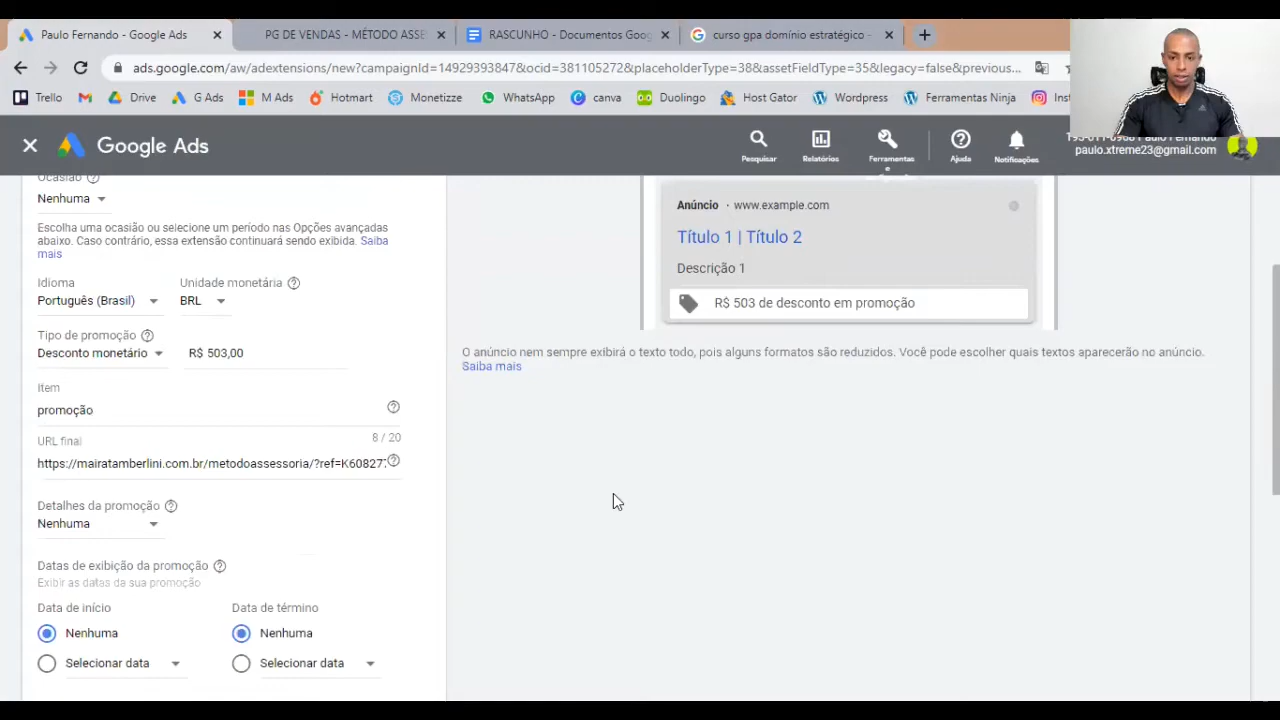 Paulo Fernando - Google Ads
PG DE VENDAS - MÉTODO ASSE
RASCUNHO - Documentos Goog
curso gpa domínio estratégico -
ads.google.com/aw/adextensions/new?campaignId=14929393847&ocid=381105272&placeholderType=38&assetFieldType=35&legacy=false&previous...
Trello
Drive
G Ads
M Ads
Hotmart
Monetizze
WhatsApp
canva
Duolingo
Host Gator
Wordpress
Ferramentas Ninja
Google Ads
Pesquisar
Relatórios
Ferramentas
e
Ajuda
Notificações
Paulo Fernando
paulo.xtreme23@gmail.com
Ocasião
Nenhuma
Escolha uma ocasião ou selecione um período nas Opções avançadas
abaixo. Caso contrário, essa extensão continuará sendo exibida. Saiba
mais
Idioma
Unidade monetária
Português (Brasil)
BRL
Tipo de promoção
Desconto monetário
R$ 503,00
Item
promoção
8 / 20
URL final
https://mairatamberlini.com.br/metodoassessoria/?ref=K60827
Detalhes da promoção
Nenhuma
Datas de exibição da promoção
Exibir as datas da sua promoção
Data de início
Data de término
Nenhuma
Nenhuma
Selecionar data
Selecionar data
Anúncio · www.example.com
Título 1 | Título 2
Descrição 1
R$ 503 de desconto em promoção
O anúncio nem sempre exibirá o texto todo, pois alguns formatos são reduzidos. Você pode escolher quais textos aparecerão no anúncio.
Saiba mais